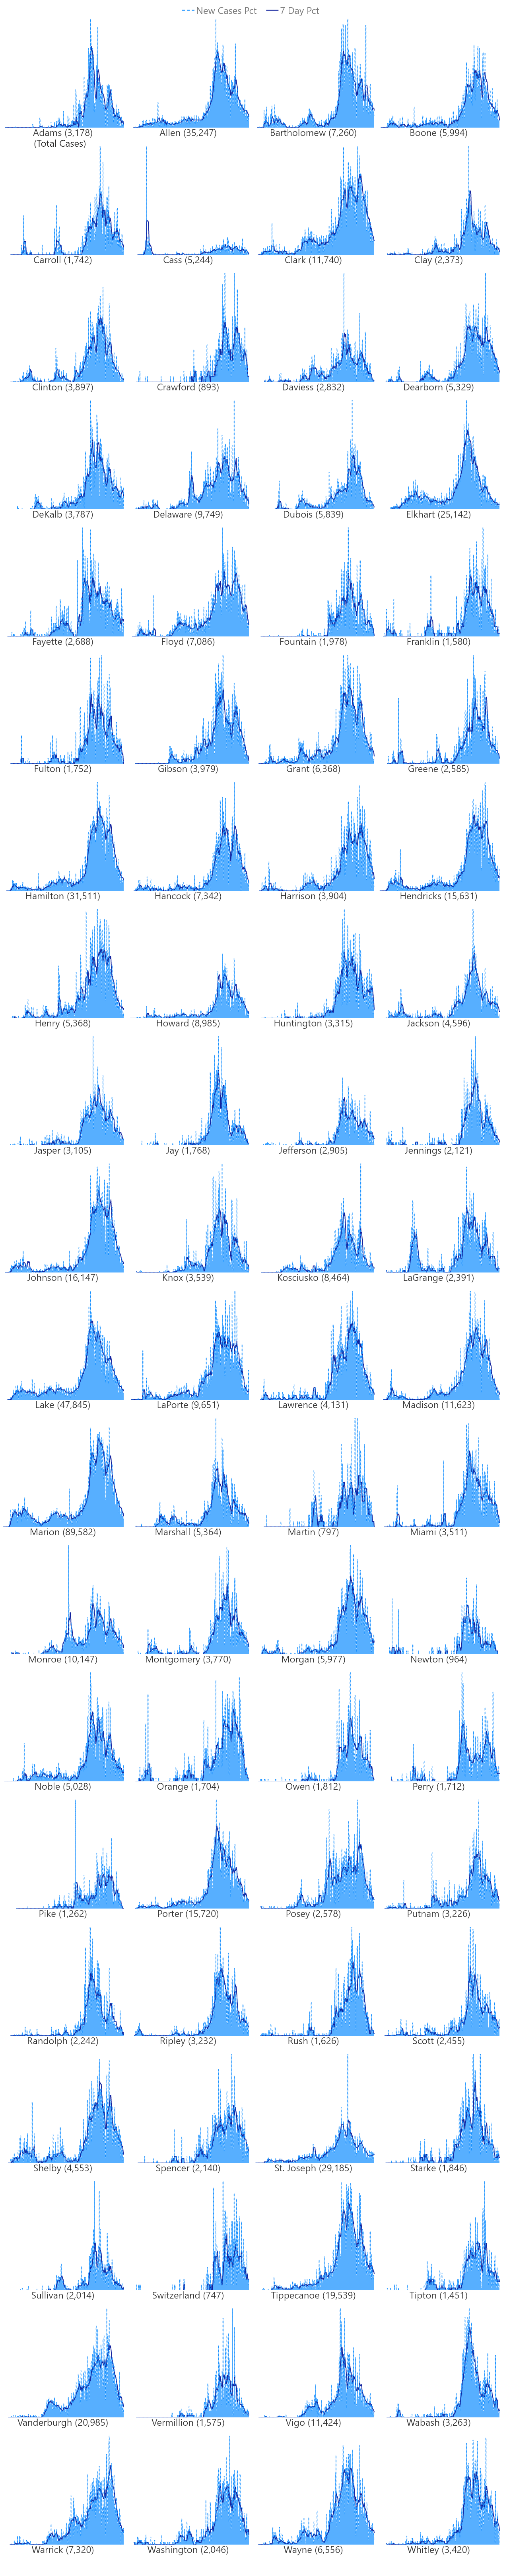 New Cases Pct 7 Day Pct
Adams (3,178) Allen (35,247) Bartholomew (7,260) Boone (5,994)
(Total Cases)
Carroll (1,742) Cass (5,244) Clark (11,740) Clay (2,373)
Clinton (3,897) Crawford (893) Daviess (2,832) Dearborn (5,329)
DeKalb (3,787) Delaware (9,749) Dubois (5,839) Elkhart (25,142)
Fayette (2,688) Floyd (7,086) Fountain (1,978) Franklin (1,580)
Fulton (1,752) Gibson (3,979) Grant (6,368) Greene (2,585)
Hamilton (31,511) Hancock (7,342) Harrison (3,904) Hendricks (15,631)
Henry (5,368) Howard (8,985) Huntington (3,315) Jackson (4,596)
Jasper (3,105) Jay (1,768) Jefferson (2,905) Jennings (2,121)
Johnson (16,147) Knox (3,539) Kosciusko (8,464) LaGrange (2,391)
Lake (47,845) LaPorte (9,651) Lawrence (4,131) Madison (11,623)
Marion (89,582) Marshall (5,364) Martin (797) Miami (3,511)
Monroe (10,147) Montgomery (3,770) Morgan (5,977) Newton (964)
Noble (5,028) Orange (1,704) Owen (1,812) Perry (1,712)
Pike (1,262) Porter (15,720) Posey (2,578) Putnam (3,226)
Randolph (2,242) Ripley (3,232) Rush (1,626) Scott (2,455)
Shelby (4,553) Spencer (2,140) St. Joseph (29,185) Starke (1,846)
Sullivan (2,014) Switzerland (747) Tippecanoe (19,539) Tipton (1,451)
Vanderburgh (20,985) Vermillion (1,575) Vigo (11,424) Wabash (3,263)
Warrick (7,320) Washington (2,046) Wayne (6,556) Whitley (3,420)